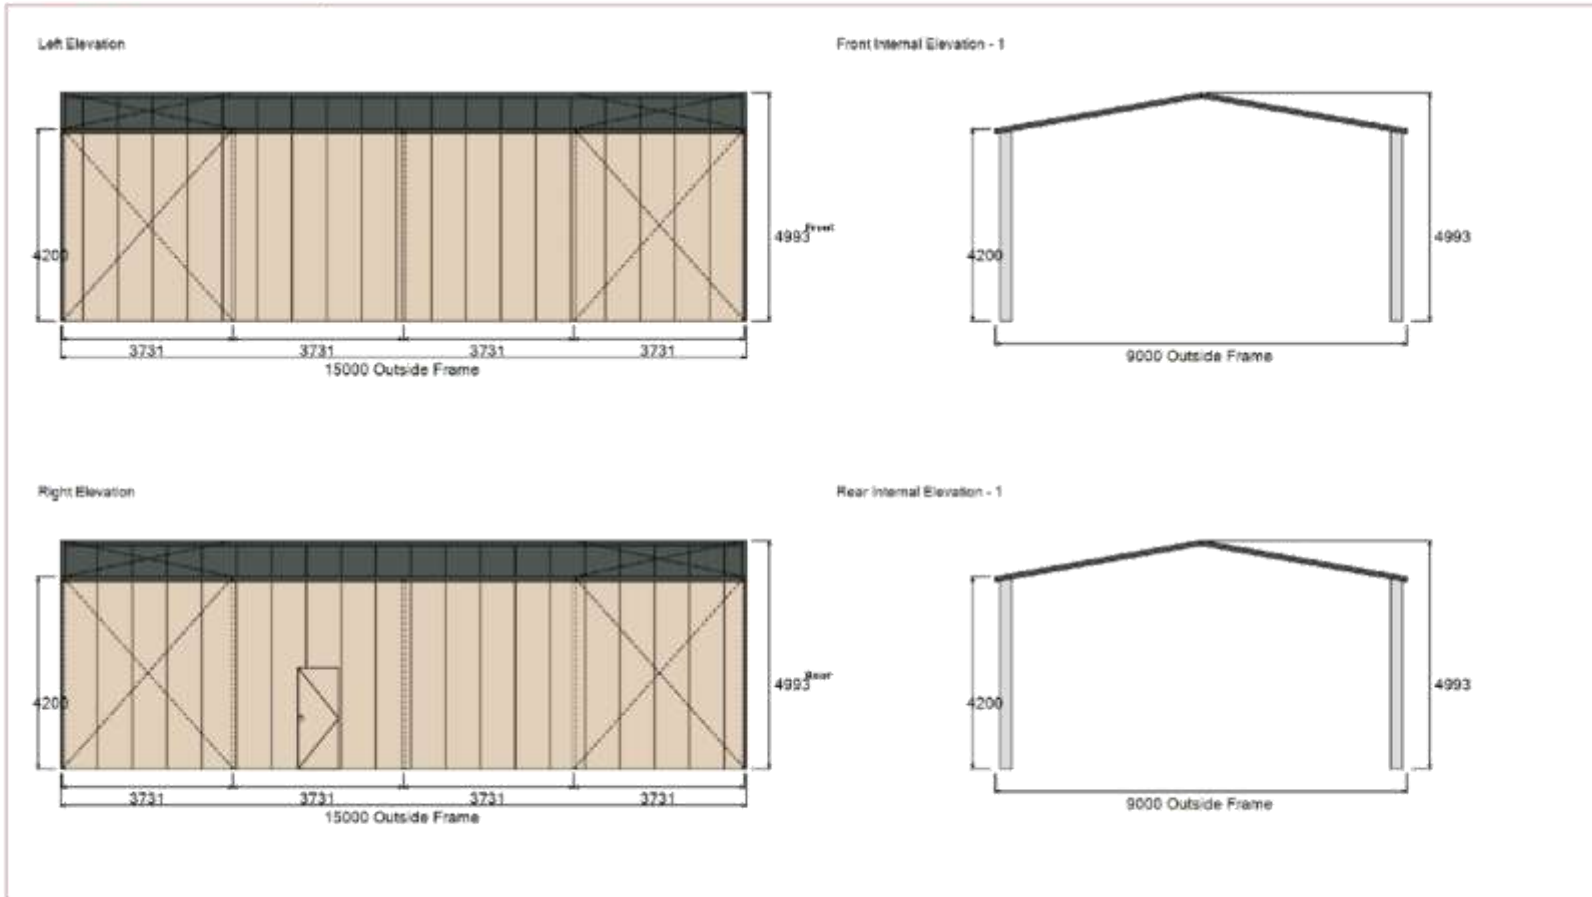 Left Elevation
4200
4993
Front
3731 3731 3731 3731
15000 Outside Frame
Front Internal Elevation - 1
4200
4993
9000 Outside Frame
Right Elevation
4200
4993
Rear
3731 3731 3731 3731
15000 Outside Frame
Rear Internal Elevation - 1
4200
4993
9000 Outside Frame